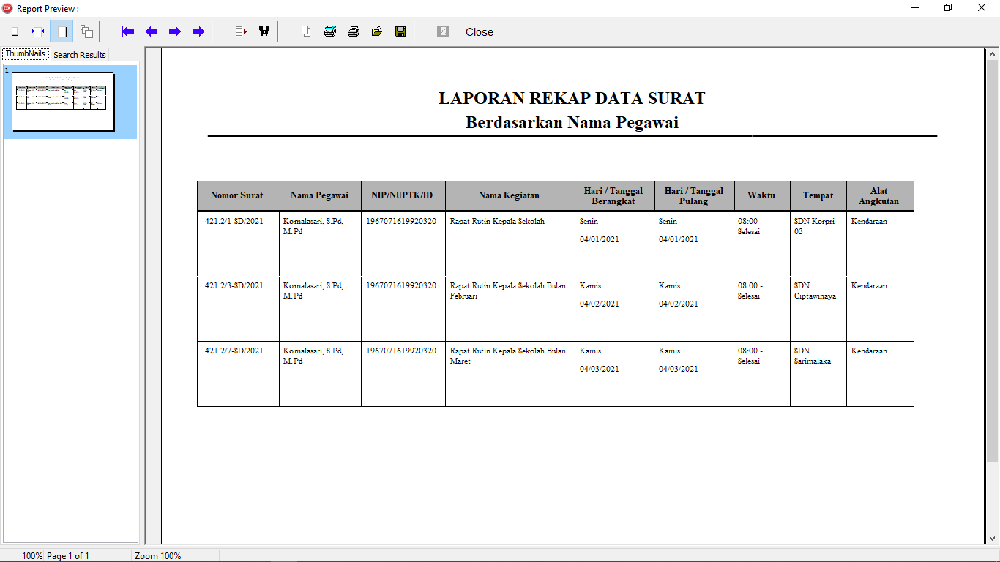 Report Preview :
Close
ThumbNails Search Results
1
LAPORAN REKAP DATA SURAT
Berdasarkan Nama Pegawai
Nomor Surat Nama Pegawai NIP/NUPTK/ID Nama Kegiatan Hari / Tanggal Berangkat Hari / Tanggal Pulang Waktu Tempat Alat Angkutan
421.2/1-SD/2021 Komalasari, S.Pd, 1967071619920320 Rapat Rutin Kepala Sekolah Senin Senin 08:00 - SDN Korpri Kendaraan
M.Pd Selesai 03
04/01/2021 04/01/2021
421.2/3-SD/2021 Komalasari, S.Pd, 1967071619920320 Rapat Rutin Kepala Sekolah Bulan Kamis Kamis 08:00 - SDN Kendaraan
M.Pd Februari Selesai Ciptawinaya
04/02/2021 04/02/2021
421.2/7-SD/2021 Komalasari, S.Pd, 1967071619920320 Rapat Rutin Kepala Sekolah Bulan Kamis Kamis 08:00 - SDN Kendaraan
M.Pd Maret Selesai Sarimalaka
04/03/2021 04/03/2021
100% Page 1 of 1 Zoom 100%